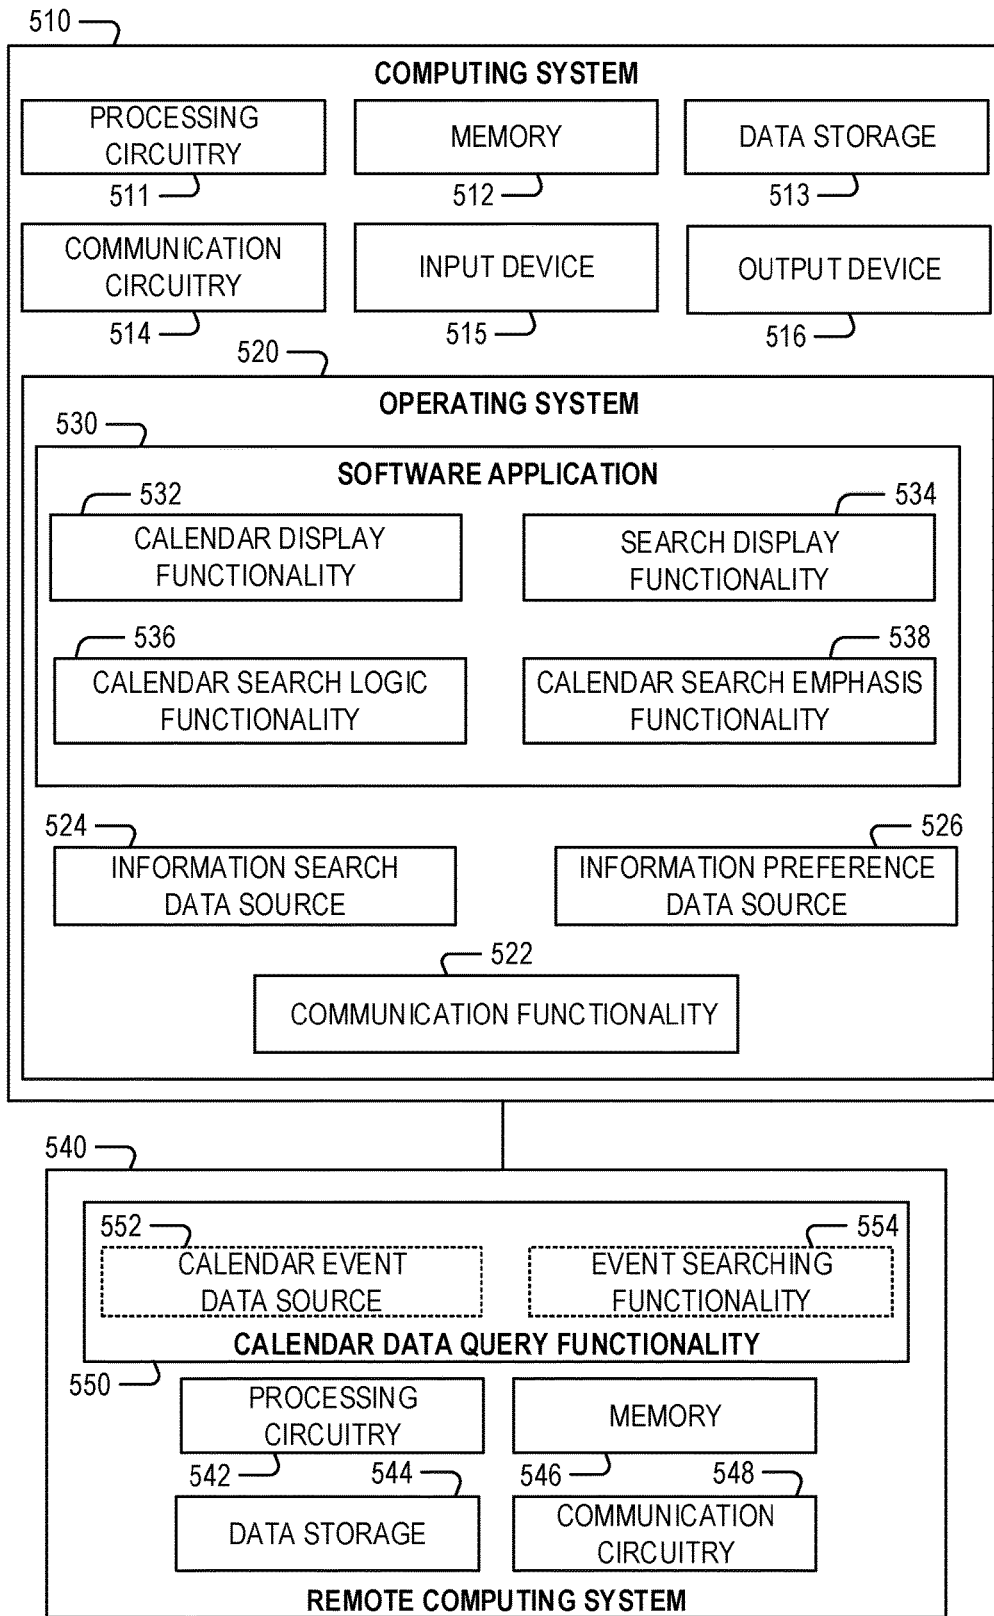 510
COMPUTING SYSTEM
PROCESSING
CIRCUITRY
511
MEMORY
512
DATA STORAGE
513
COMMUNICATION
CIRCUITRY
514
INPUT DEVICE
515
OUTPUT DEVICE
516
520
OPERATING SYSTEM
530
SOFTWARE APPLICATION
532
CALENDAR DISPLAY
FUNCTIONALITY
534
SEARCH DISPLAY
FUNCTIONALITY
536
CALENDAR SEARCH LOGIC
FUNCTIONALITY
538
CALENDAR SEARCH EMPHASIS
FUNCTIONALITY
524
INFORMATION SEARCH
DATA SOURCE
526
INFORMATION PREFERENCE
DATA SOURCE
522
COMMUNICATION FUNCTIONALITY
540
552
CALENDAR EVENT
DATA SOURCE
554
EVENT SEARCHING
FUNCTIONALITY
CALENDAR DATA QUERY FUNCTIONALITY
550
PROCESSING
CIRCUITRY
542
MEMORY
546
544
DATA STORAGE
548
COMMUNICATION
CIRCUITRY
REMOTE COMPUTING SYSTEM